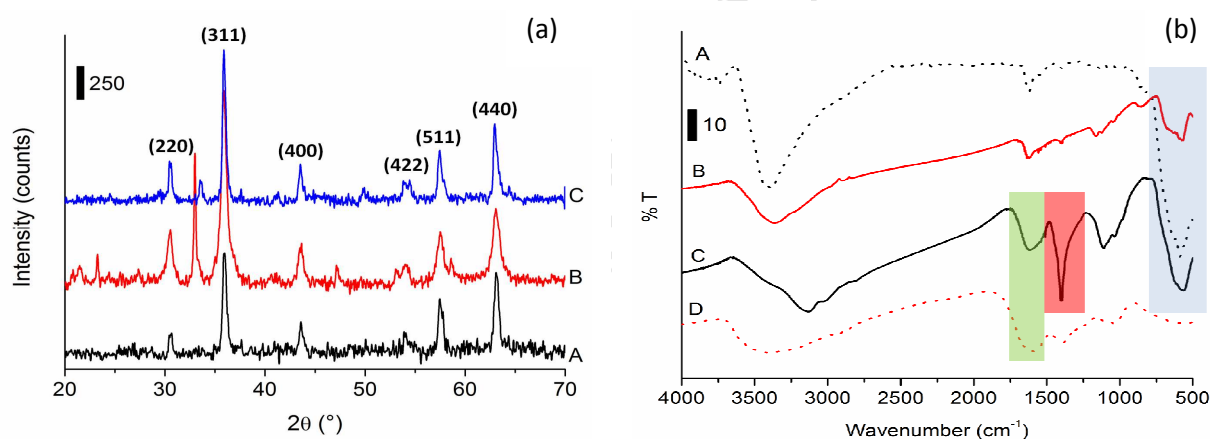 (a)
(311)
250
(440)
(220)
(511)
(400)
(422)
C
B
A
Intensity (counts)
20 30 40 50 60 70
2θ (°)
(b)
A
10
B
C
D
% T
4000 3500 3000 2500 2000 1500 1000 500
Wavenumber (cm⁻¹)